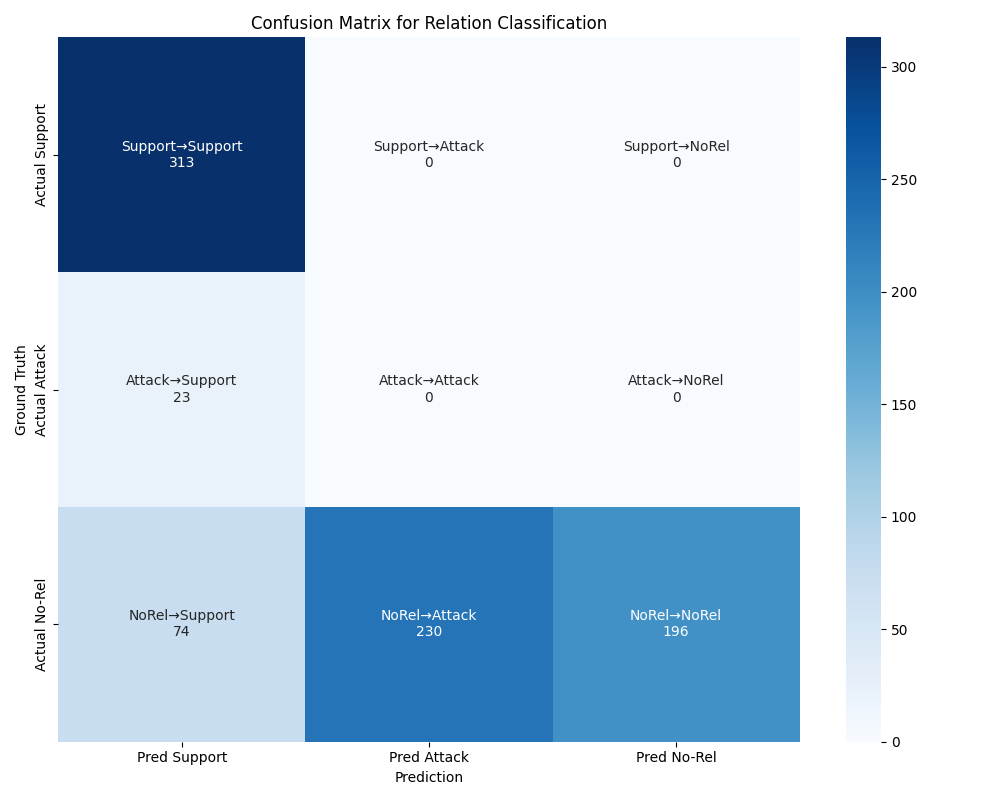 Confusion Matrix for Relation Classification
Support→Support
313
Support→Attack
0
Support→NoRel
0
Attack→Support
23
Attack→Attack
0
Attack→NoRel
0
NoRel→Support
74
NoRel→Attack
230
NoRel→NoRel
196
Actual Support
Actual Attack
Actual No-Rel
Ground Truth
Pred Support
Pred Attack
Pred No-Rel
Prediction
300
250
200
150
100
50
0